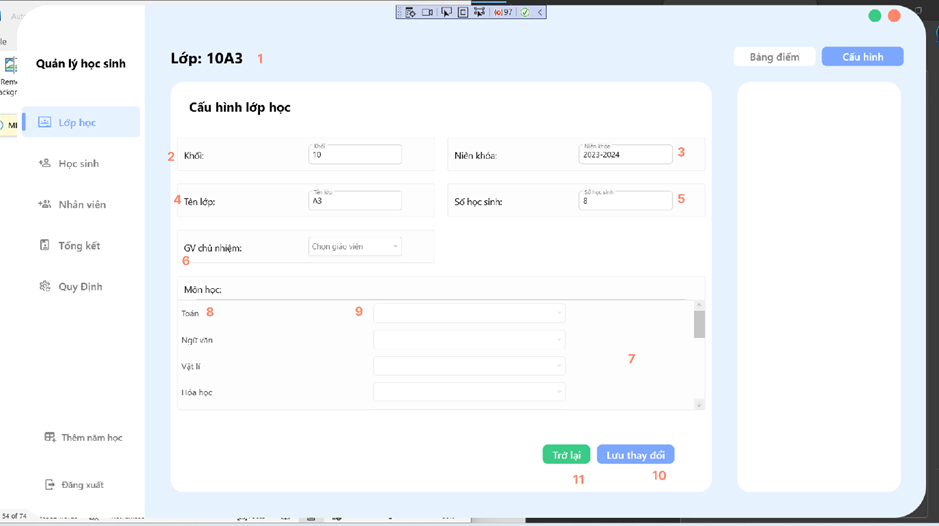 97
Quản lý học sinh
Lớp: 10A3 1
Bảng điểm Cấu hình
Cấu hình lớp học
Lớp học
Học sinh
Nhân viên
Tổng kết
Quy Định
2 Khối: Khối 10
Niên khóa: Niên khóa 2023-2024 3
4 Tên lớp: Tên lớp A3
Số học sinh: Số học sinh 8 5
GV chủ nhiệm: Chọn giáo viên
6
Môn học:
Toán 8 9
Ngữ văn
Vật lí 7
Hóa học
Thêm năm học
Đăng xuất
Trở lại Lưu thay đổi
11 10
54 of 74